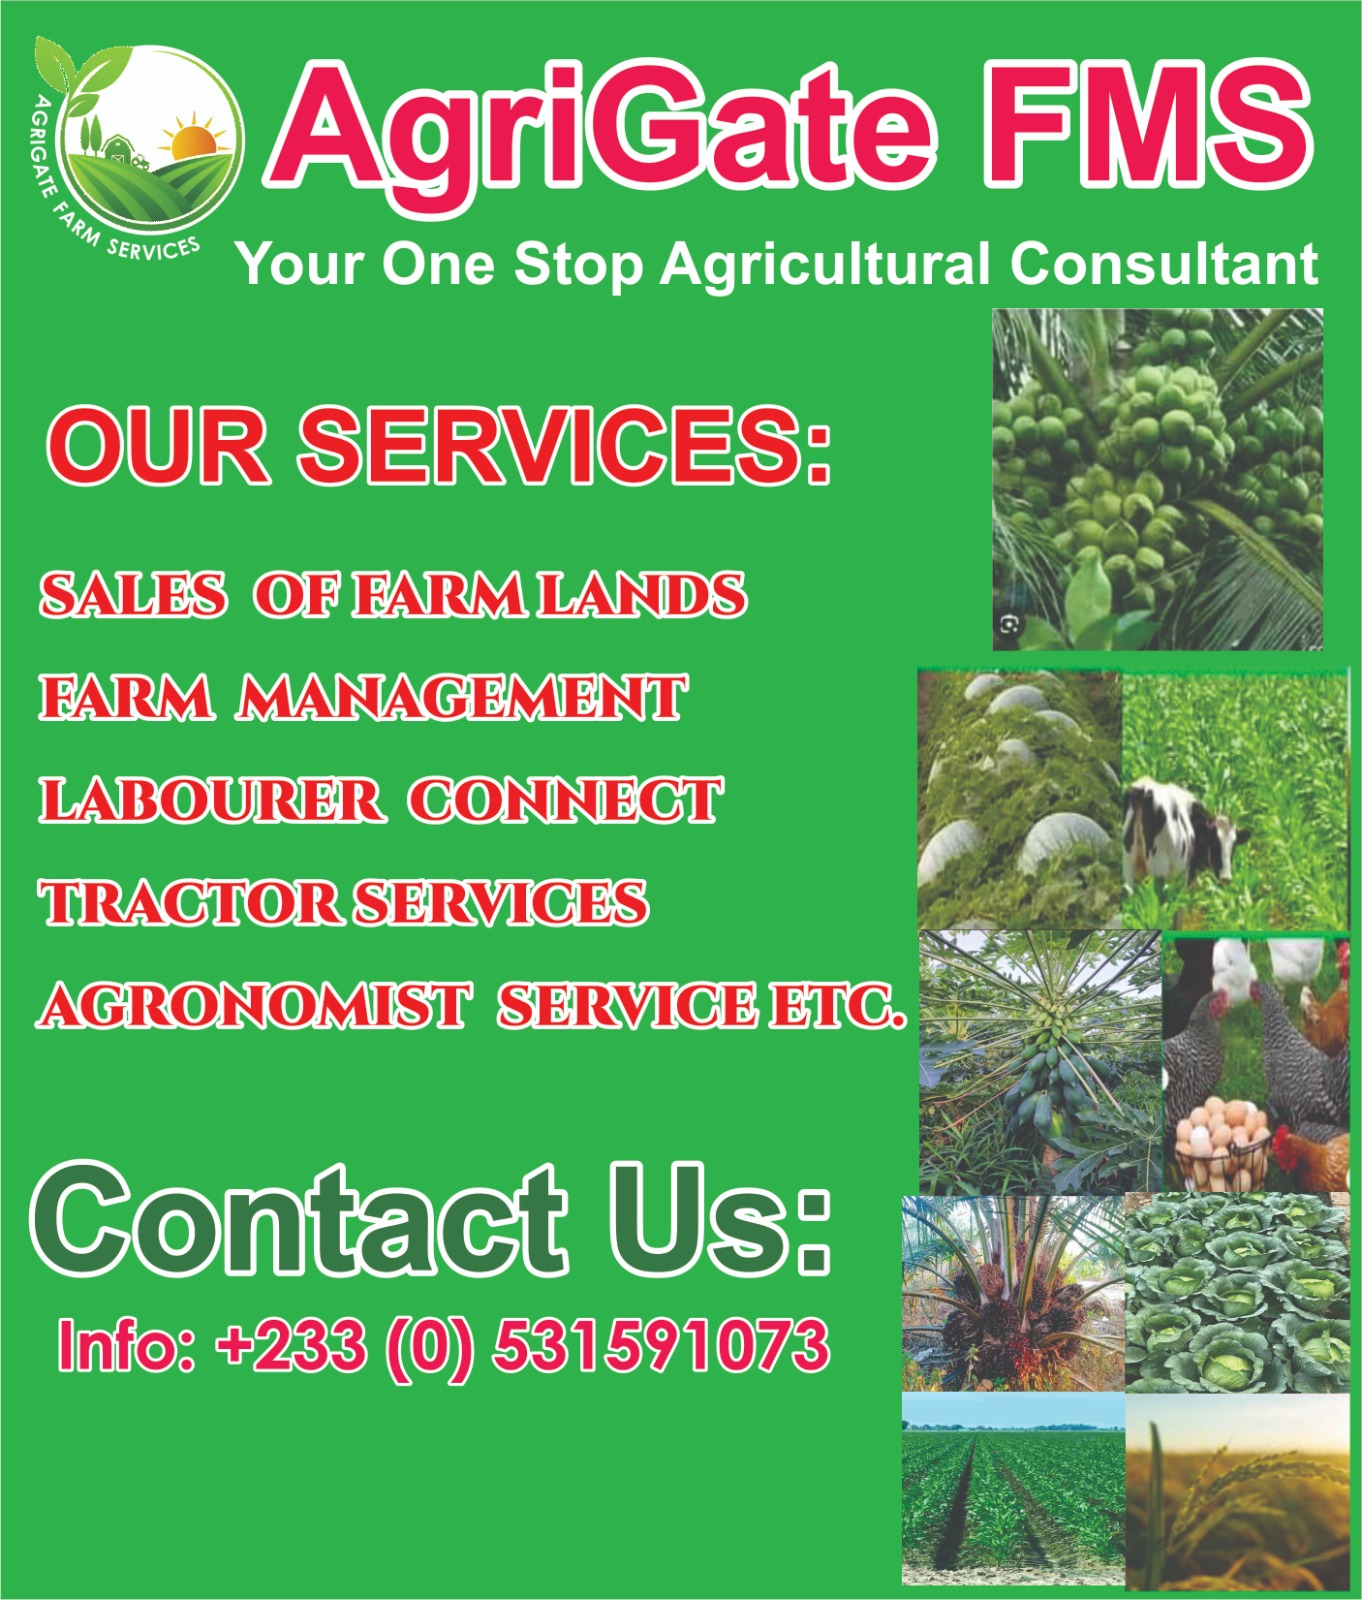 AGRIGATE FARM SERVICES
AgriGate FMS
Your One Stop Agricultural Consultant
OUR SERVICES:
SALES OF FARM LANDS
FARM MANAGEMENT
LABOURER CONNECT
TRACTOR SERVICES
AGRONOMIST SERVICE ETC.
Contact Us:
Info: +233 (0) 531591073